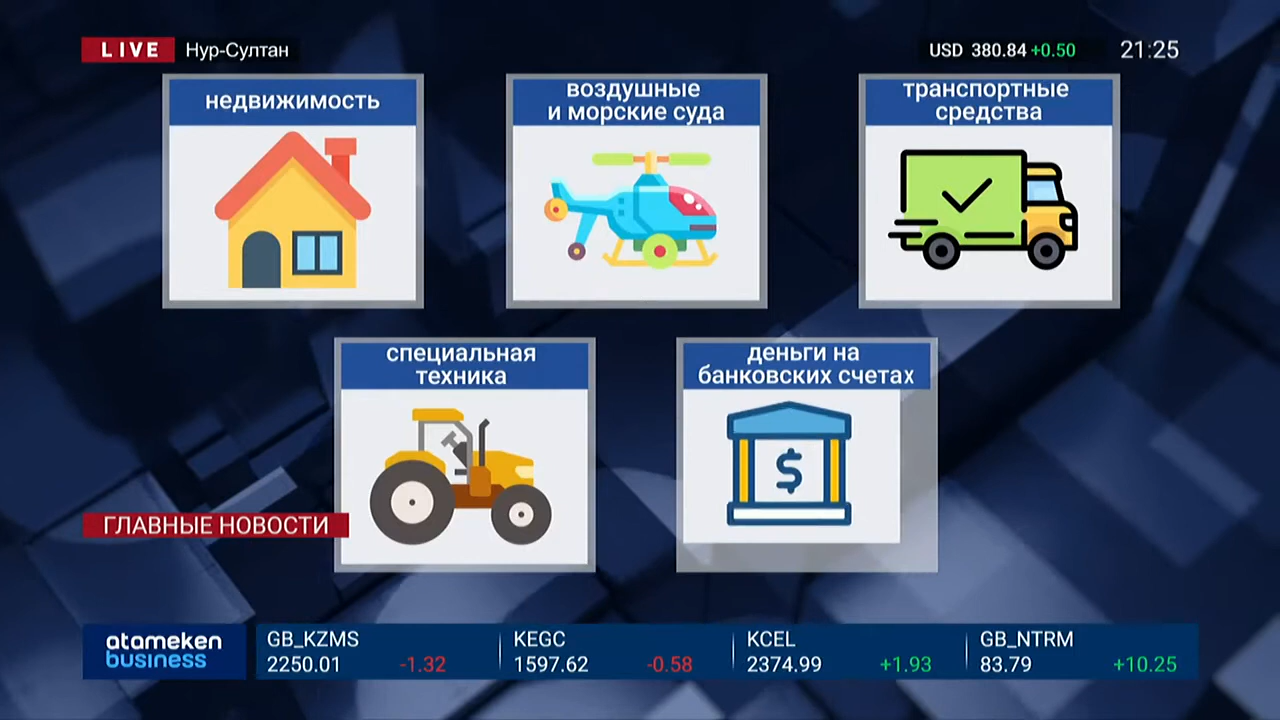 LIVE Нур-Султан
USD 380.84 +0.50 21:25
недвижимость
воздушные
и морские суда
транспортные
средства
специальная
техника
деньги на
банковских счетах
$
ГЛАВНЫЕ НОВОСТИ
atameken
business
GB_KZMS
2250.01 -1.32
KEGC
1597.62 -0.58
KCEL
2374.99 +1.93
GB_NTRM
83.79 +10.25